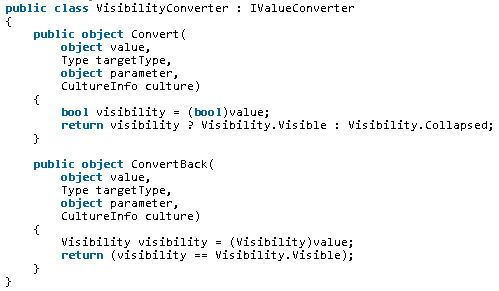 public class VisibilityConverter : IValueConverter
{
    public object Convert(
        object value,
        Type targetType,
        object parameter,
        CultureInfo culture)
    {
        bool visibility = (bool)value;
        return visibility ? Visibility.Visible : Visibility.Collapsed;
    }

    public object ConvertBack(
        object value,
        Type targetType,
        object parameter,
        CultureInfo culture)
    {
        Visibility visibility = (Visibility)value;
        return (visibility == Visibility.Visible);
    }
}